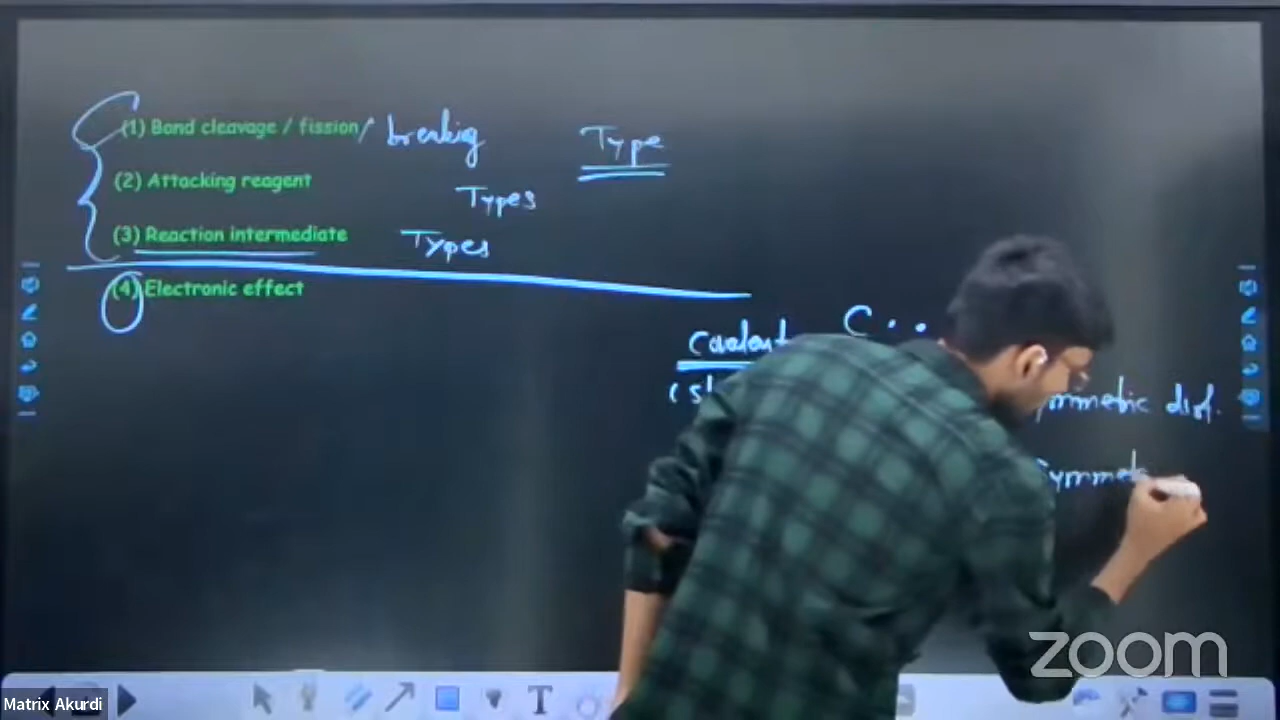 (1) Bond cleavage / fission / breaking Type
(2) Attacking reagent Types
(3) Reaction intermediate Types
(4) Electronic effect
Covalent C . .
zoom
T
Matrix Akurdi